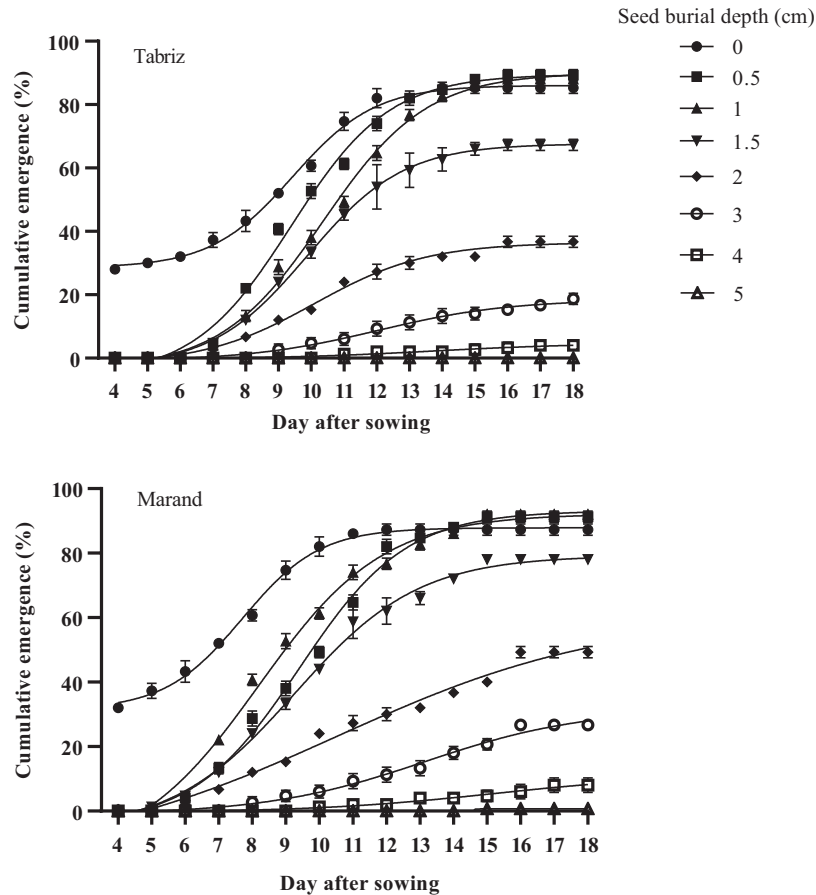 Seed burial depth (cm)
0
0.5
1
1.5
2
3
4
5
Tabriz
Cumulative emergence (%)
100
80
60
40
20
0
4 5 6 7 8 9 10 11 12 13 14 15 16 17 18
Day after sowing
Marand
Cumulative emergence (%)
100
80
60
40
20
0
4 5 6 7 8 9 10 11 12 13 14 15 16 17 18
Day after sowing